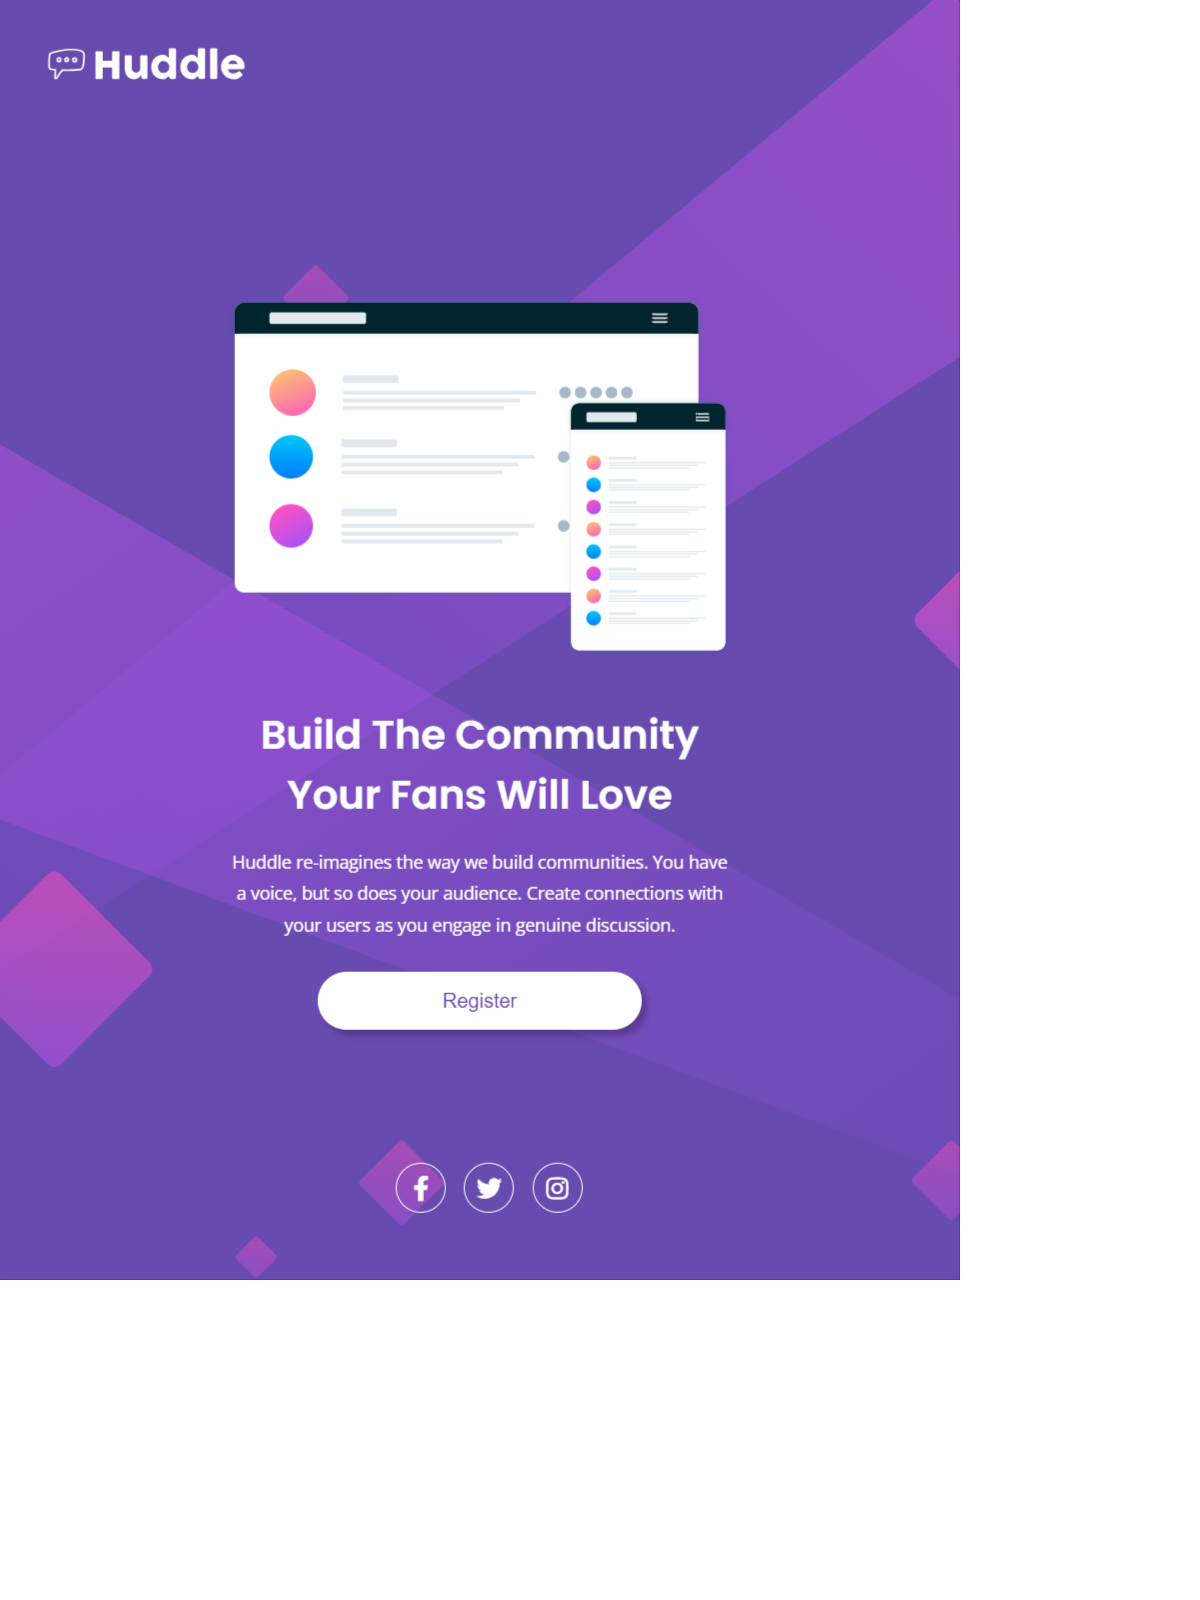 Huddle
Build The Community
Your Fans Will Love
Huddle re-imagines the way we build communities. You have
a voice, but so does your audience. Create connections with
your users as you engage in genuine discussion.
Register